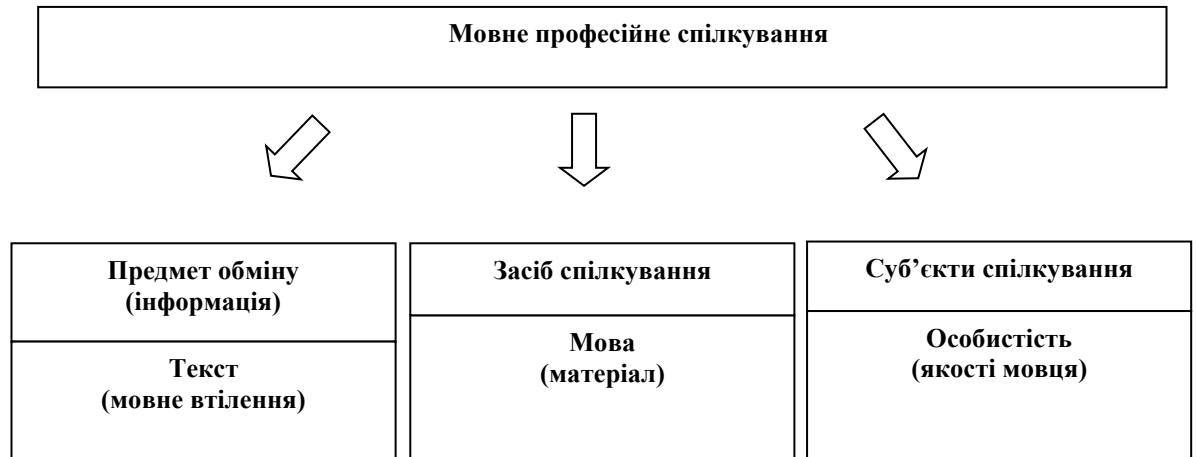 Мовне професійне спілкування
Предмет обміну
(інформація)
Текст
(мовне втілення)
Засіб спілкування
Мова
(матеріал)
Суб’єкти спілкування
Особистість
(якості мовця)